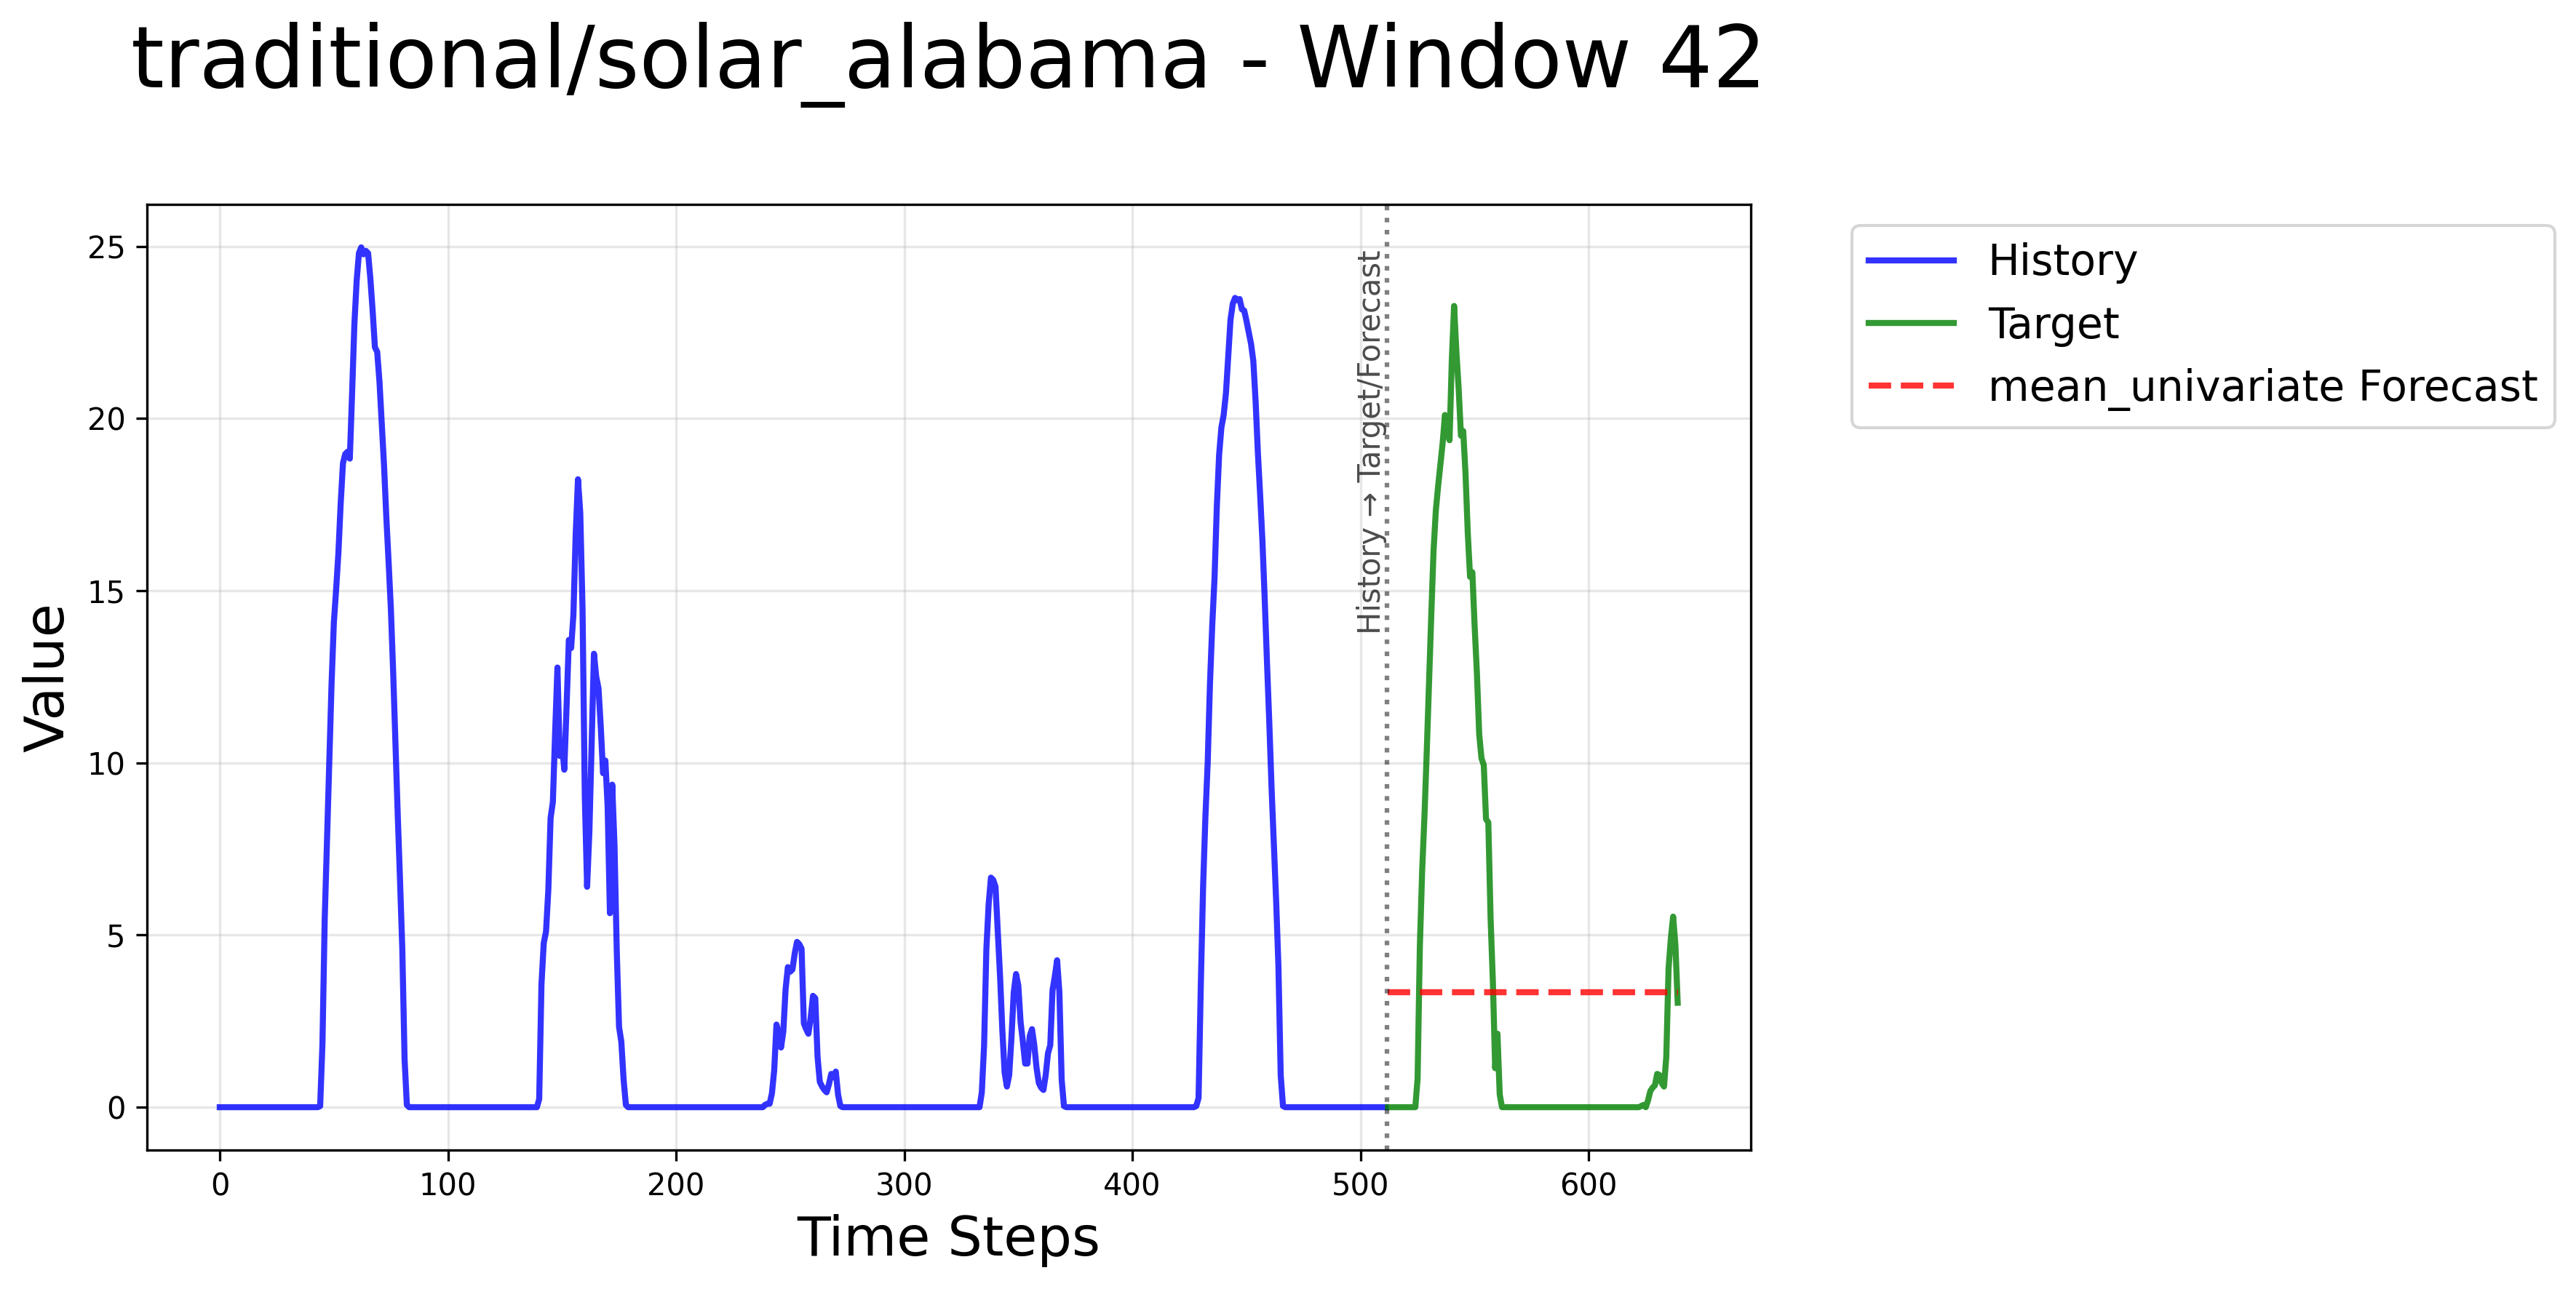 traditional/solar_alabama - Window 42
History
Target
mean_univariate Forecast
History → Target/Forecast
Value
25
20
15
10
5
0
0 100 200 300 400 500 600
Time Steps